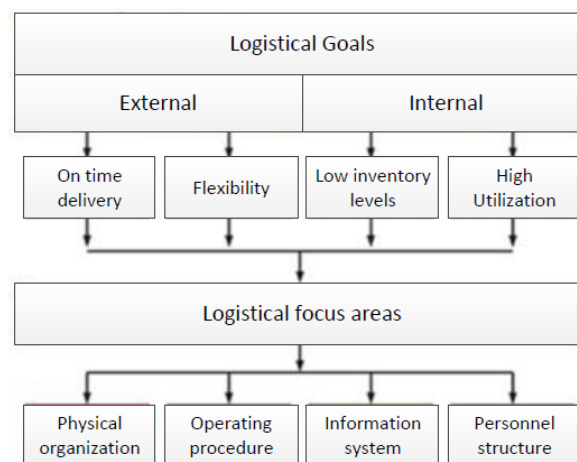 Logistical Goals
External
Internal
On time
delivery
Flexibility
Low inventory
levels
High
Utilization
Logistical focus areas
Physical
organization
Operating
procedure
Information
system
Personnel
structure